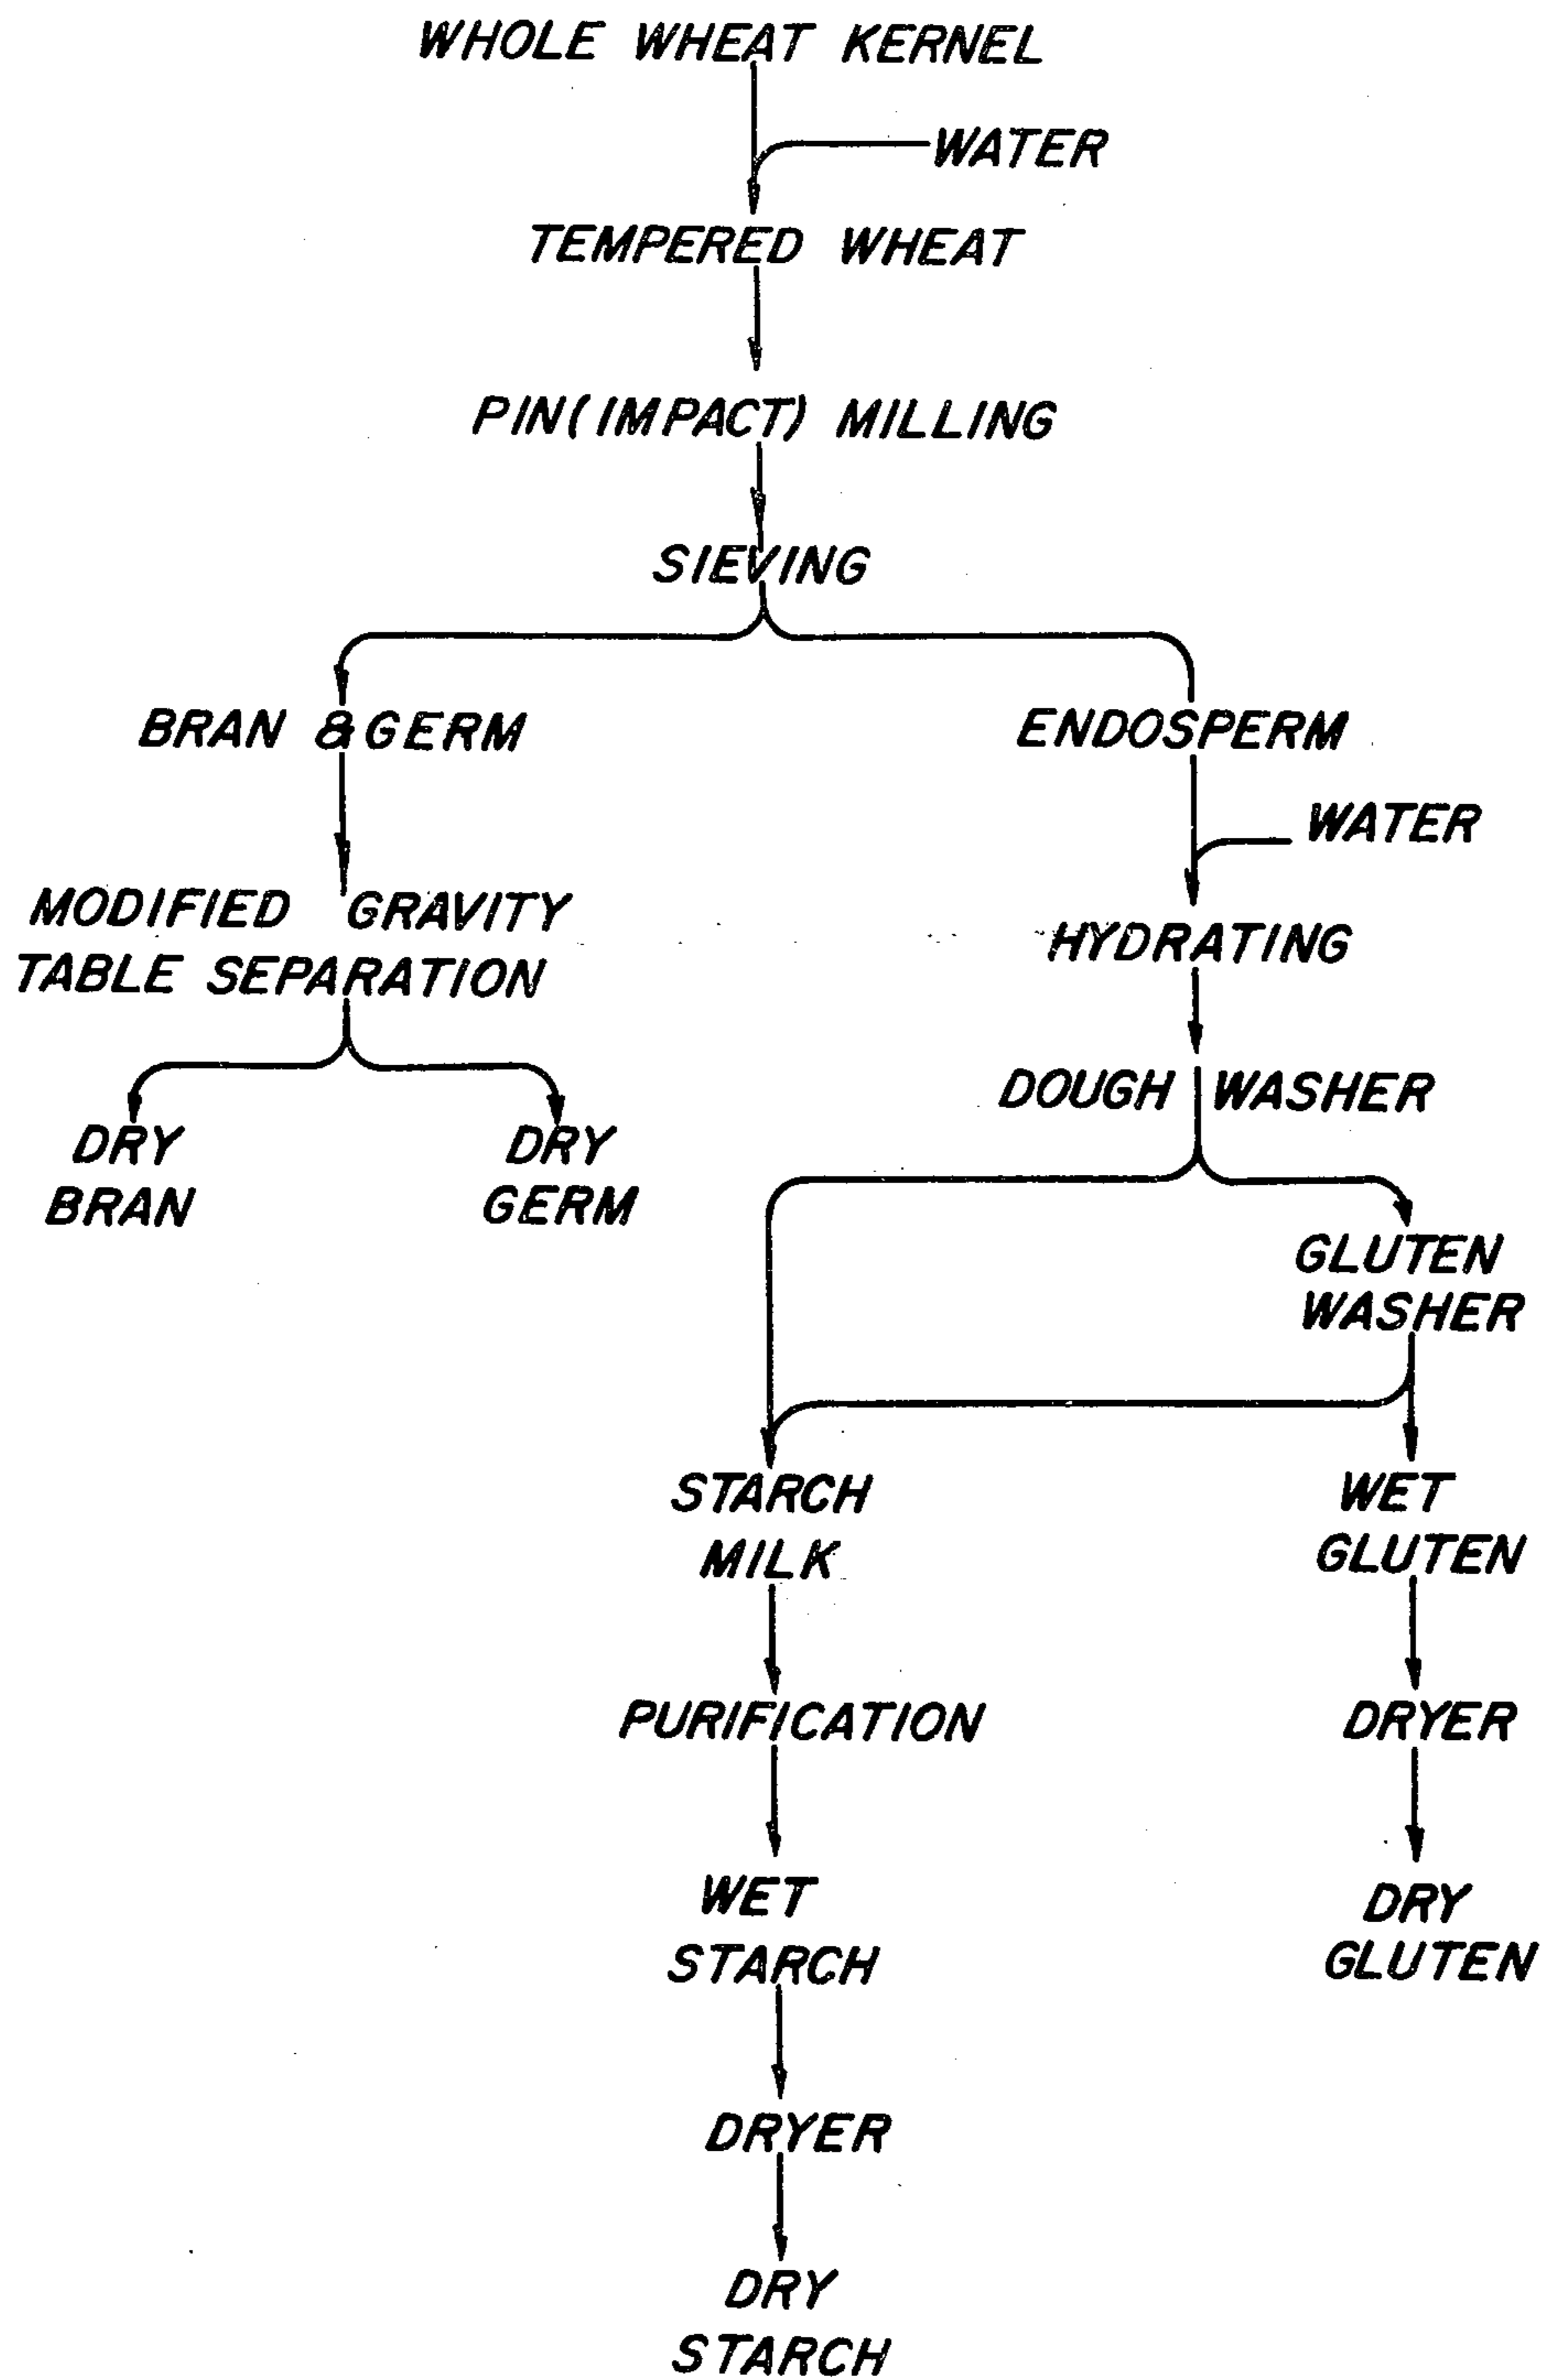 WHOLE WHEAT KERNEL
WATER
TEMPERED WHEAT
PIN(IMPACT) MILLING
SIEVING
BRAN & GERM
ENDOSPERM
WATER
MODIFIED GRAVITY
TABLE SEPARATION
HYDRATING
DOUGH WASHER
DRY
BRAN
DRY
GERM
GLUTEN
WASHER
STARCH
MILK
WET
GLUTEN
PURIFICATION
DRYER
WET
STARCH
DRY
GLUTEN
DRYER
DRY
STARCH